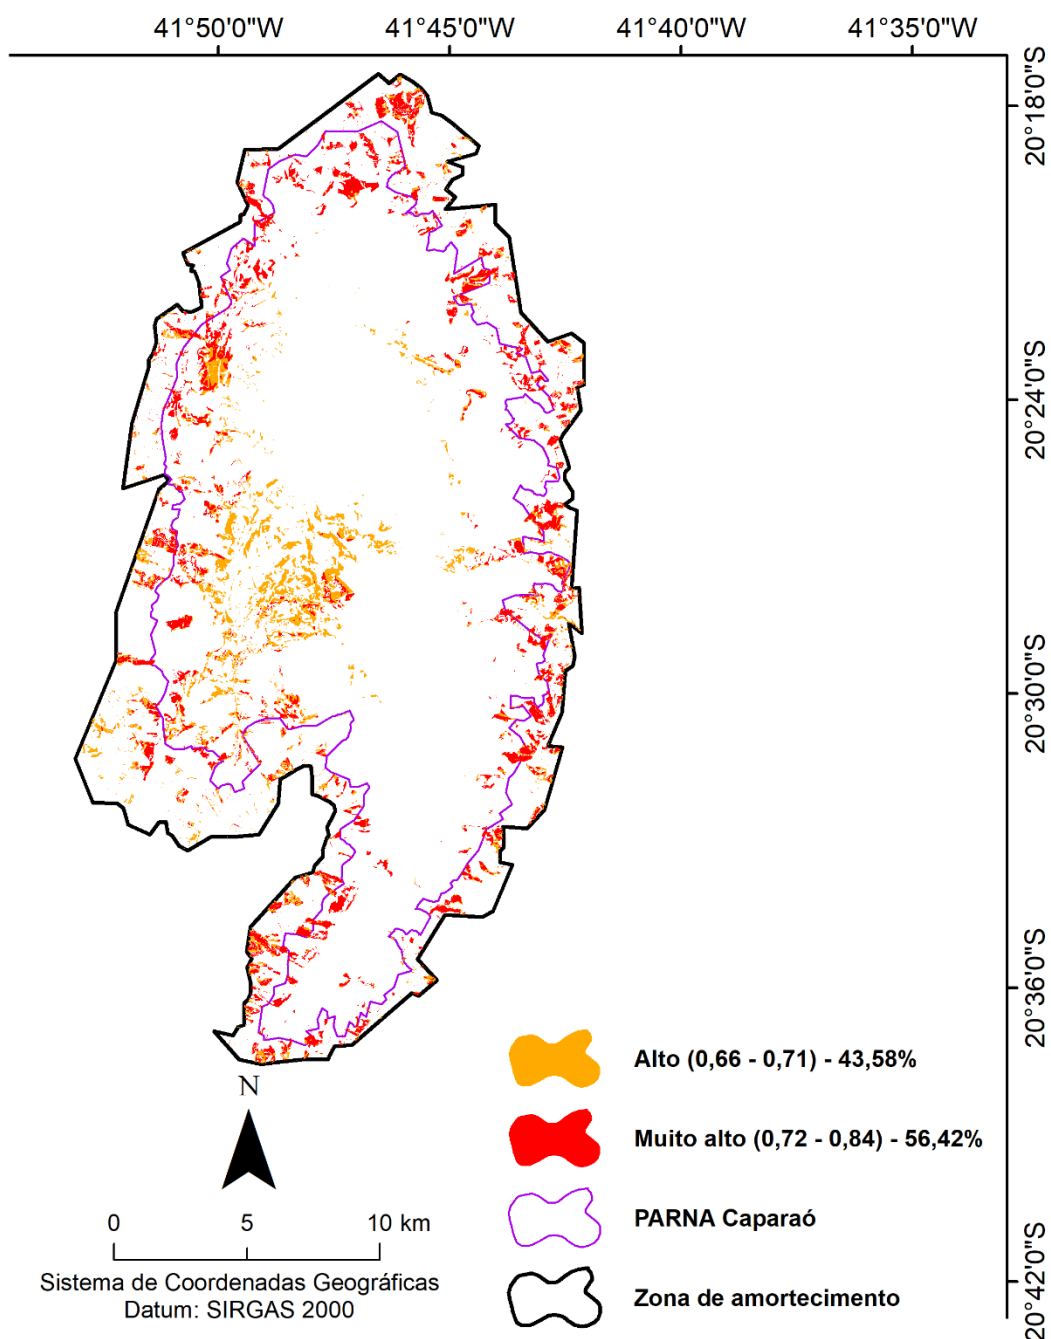 41°50'0"W 41°45'0"W 41°40'0"W 41°35'0"W
20°18'0"S
20°24'0"S
20°30'0"S
20°36'0"S
20°42'0"S
Alto (0,66 - 0,71) - 43,58%
Muito alto (0,72 - 0,84) - 56,42%
PARNA Caparaó
Zona de amortecimento
N
0 5 10 km
Sistema de Coordenadas Geográficas
Datum: SIRGAS 2000